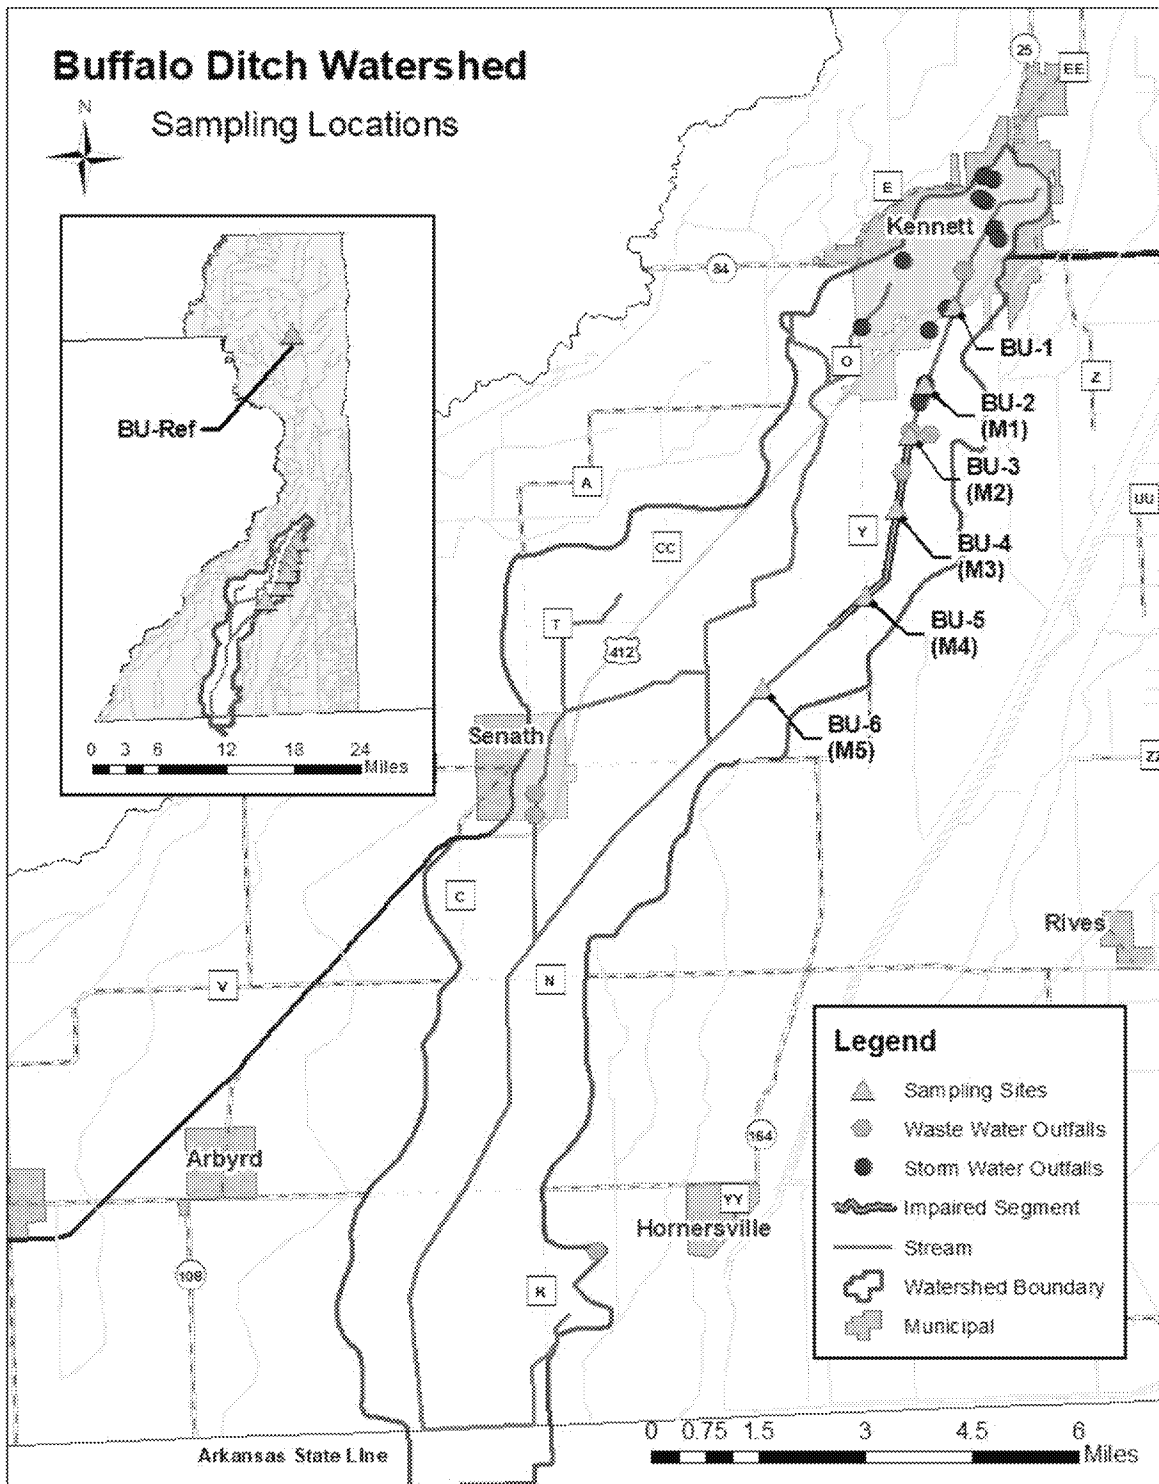 Buffalo Ditch Watershed
Sampling Locations
N
25
EE
E
Kennett
84
BU-1
O
Z
BU-2
(M1)
BU-Ref
BU-3
(M2)
A
UU
Y
CC
BU-4
(M3)
T
BU-5
(M4)
412
BU-6
(M5)
Senath
0 3 6 12 18 24
Miles
C
Rives
V
N
Legend
Sampling Sites
Waste Water Outfalls
Storm Water Outfalls
Impaired Segment
Stream
Watershed Boundary
Municipal
164
Arbyrd
YY
Hornersville
108
K
0 0.75 1.5 3 4.5 6
Miles
Arkansas State Line